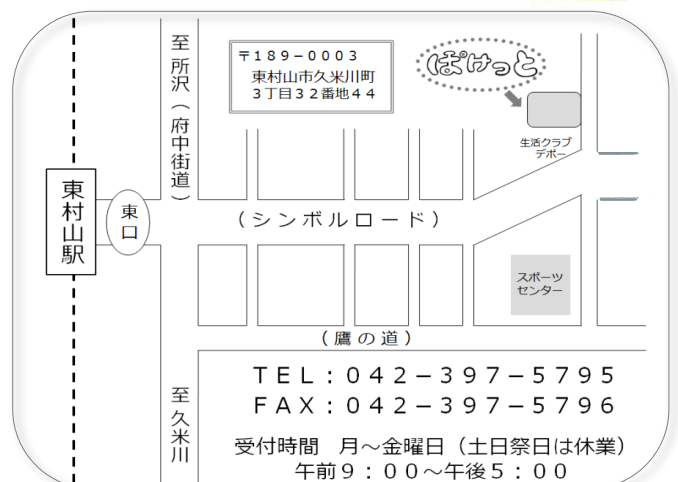 至 所沢（府中街道）
〒１８９－０００３
東村山市久米川町
３丁目３２番地４４
ぽけっと
生活クラブ
デポー
東村山駅
東口
（シンボルロード）
スポーツ
センター
（鷹の道）
至 久米川
ＴＥＬ：０４２－３９７－５７９５
ＦＡＸ：０４２－３９７－５７９６
受付時間　月～金曜日（土日祭日は休業）
午前９：００～午後５：００